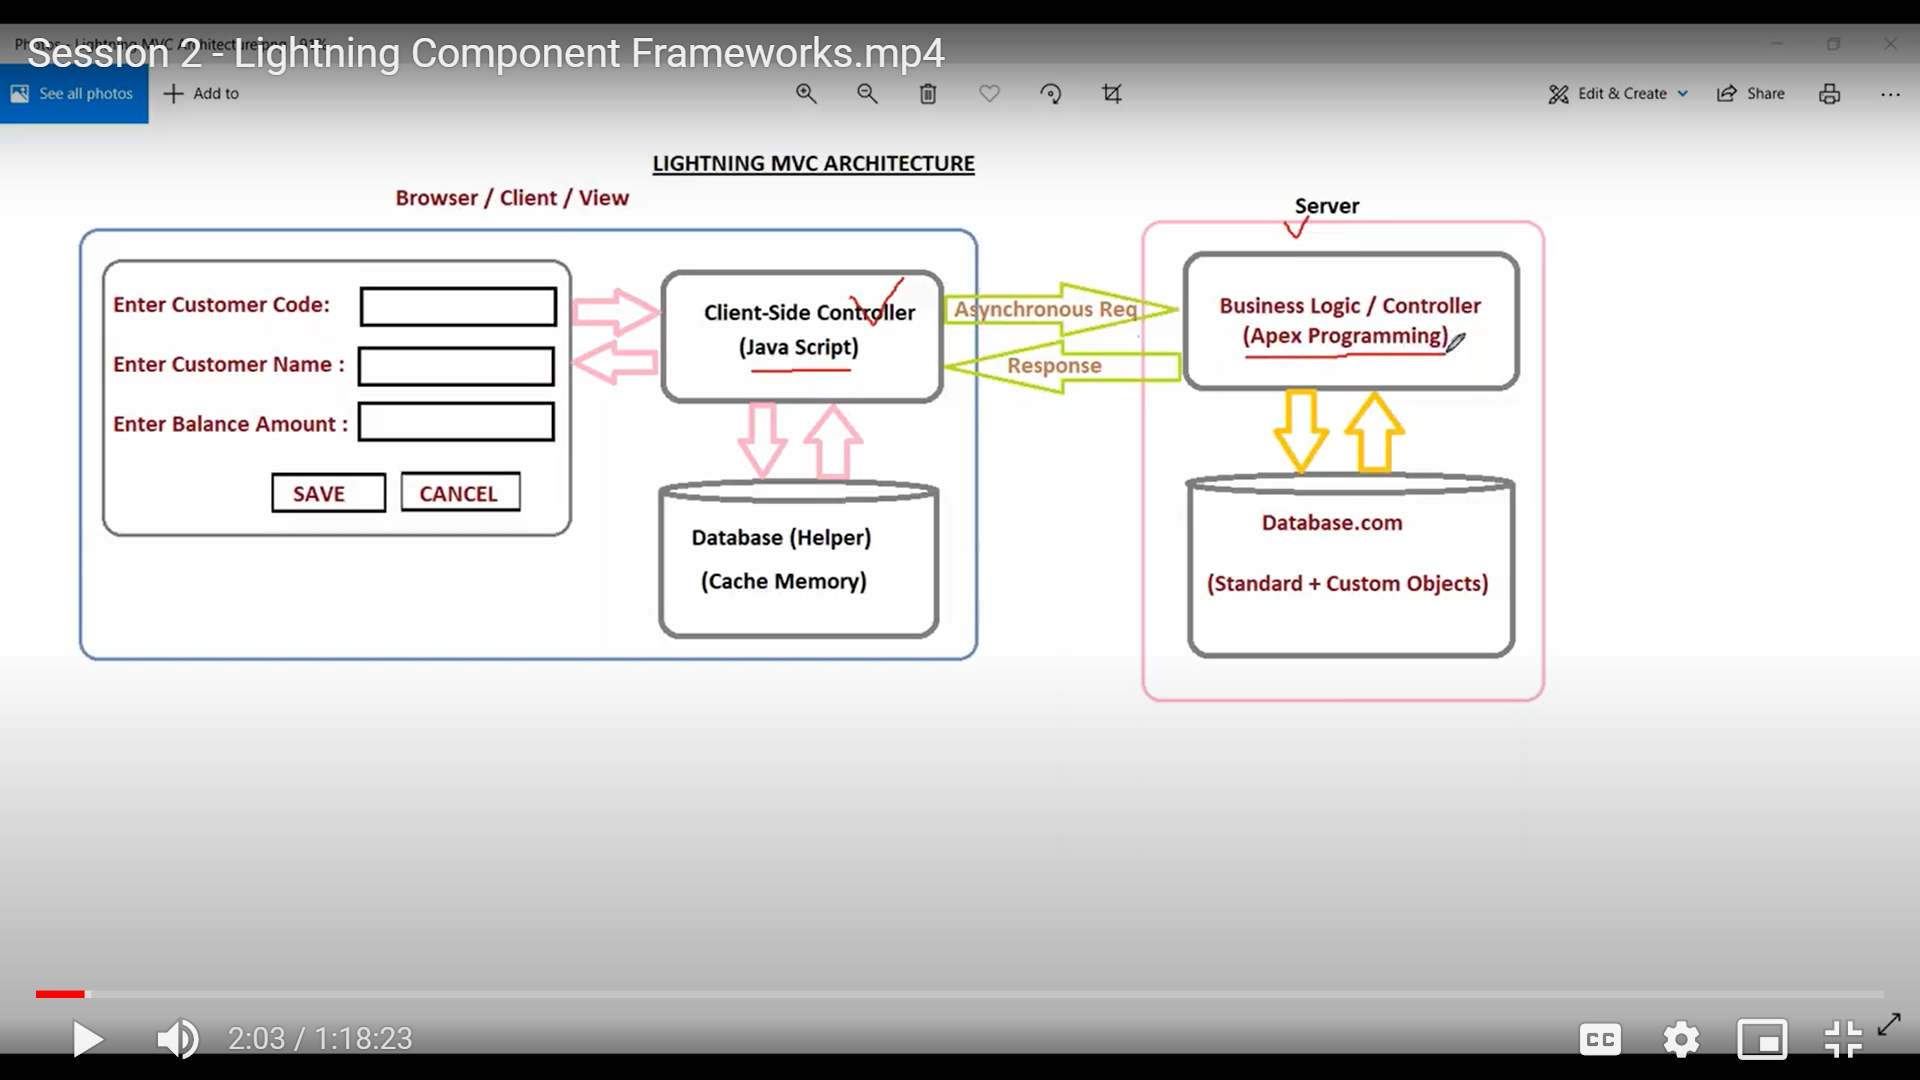 Session 2 - Lightning Component Frameworks.mp4
See all photos
Add to
Edit & Create
Share
LIGHTNING MVC ARCHITECTURE
Browser / Client / View
Server
Enter Customer Code:
Enter Customer Name :
Enter Balance Amount :
SAVE
CANCEL
Client-Side Controller
(Java Script)
Asynchronous Req
Response
Business Logic / Controller
(Apex Programming)
Database (Helper)
(Cache Memory)
Database.com
(Standard + Custom Objects)
2:03 / 1:18:23
CC